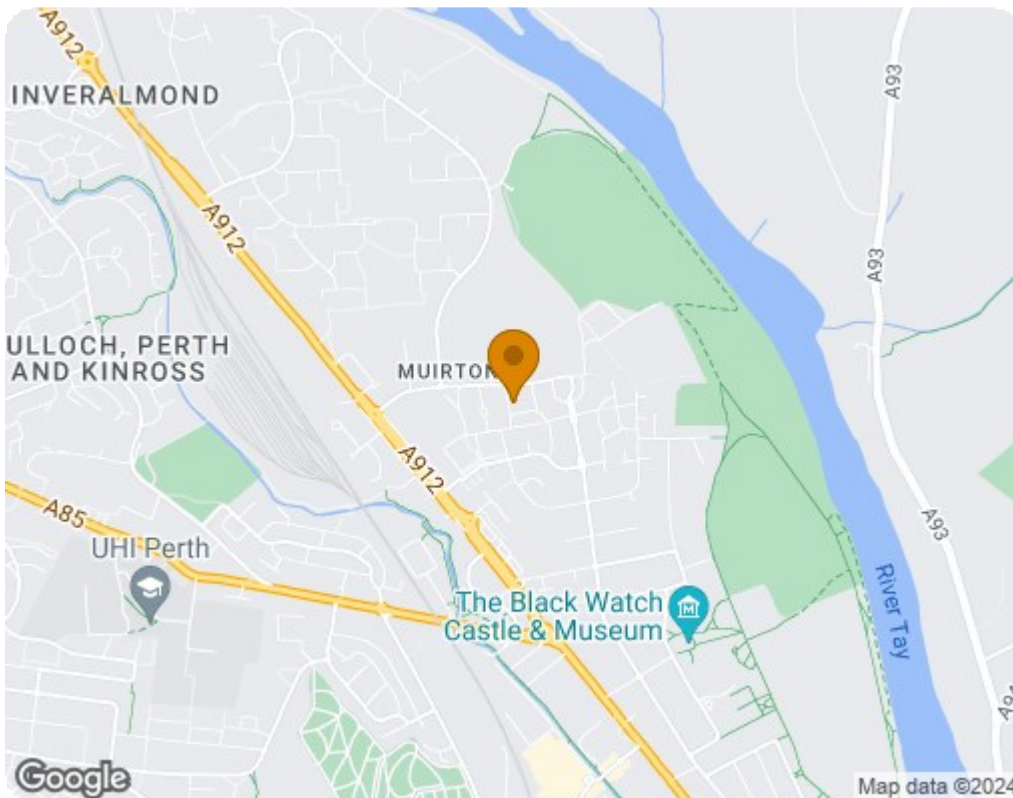 A912
INVERALMOND
A93
A912
A93
ULLOCH, PERTH
AND KINROSS
MUIRTON
A912
A85
A93
UHI Perth
The Black Watch
Castle & Museum
River Tay
Google
Map data ©2024